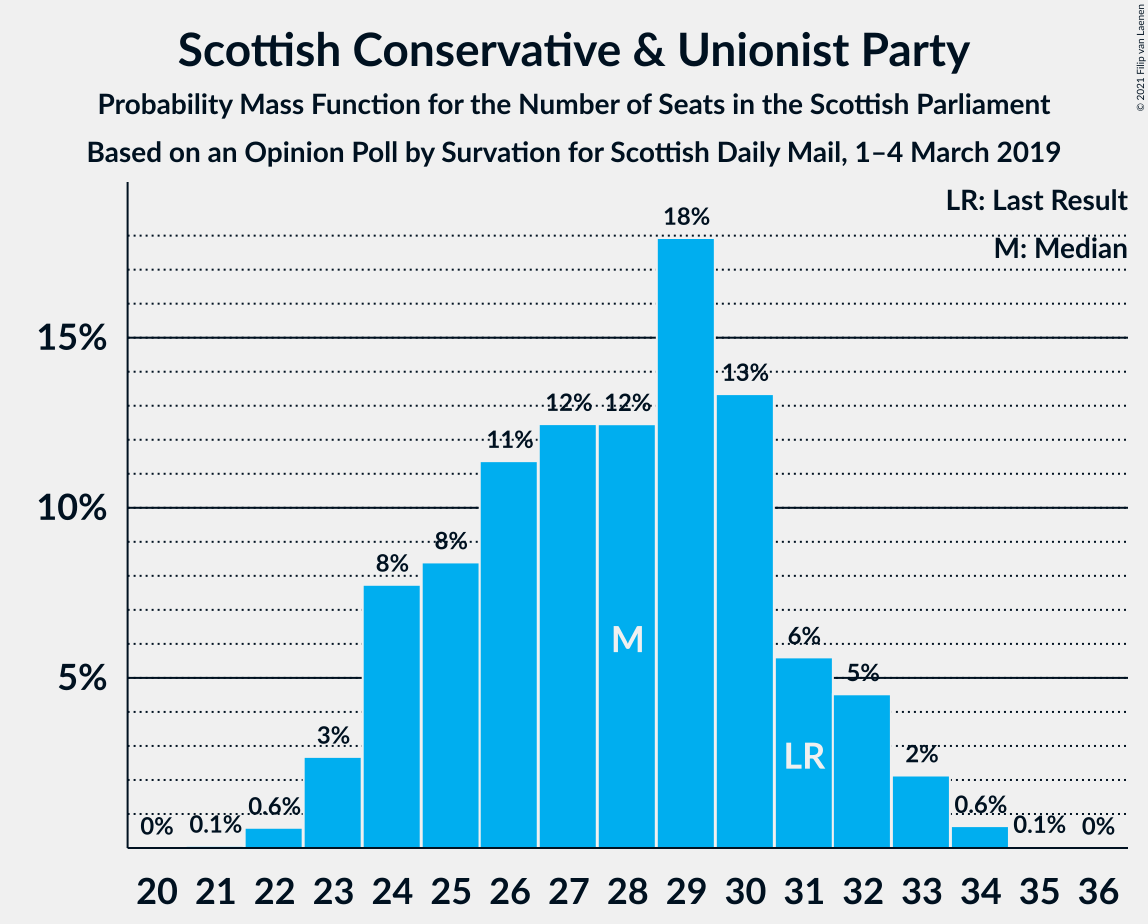 Scottish Conservative & Unionist Party
Probability Mass Function for the Number of Seats in the Scottish Parliament
Based on an Opinion Poll by Survation for Scottish Daily Mail, 1–4 March 2019
© 2021 Filip van Laenen
LR: Last Result
M: Median
15%
10%
5%
0%
0.1%
0.6%
3%
8%
8%
11%
12%
12%
18%
13%
6%
5%
2%
0.6%
0.1%
0%
M
LR
20 21 22 23 24 25 26 27 28 29 30 31 32 33 34 35 36